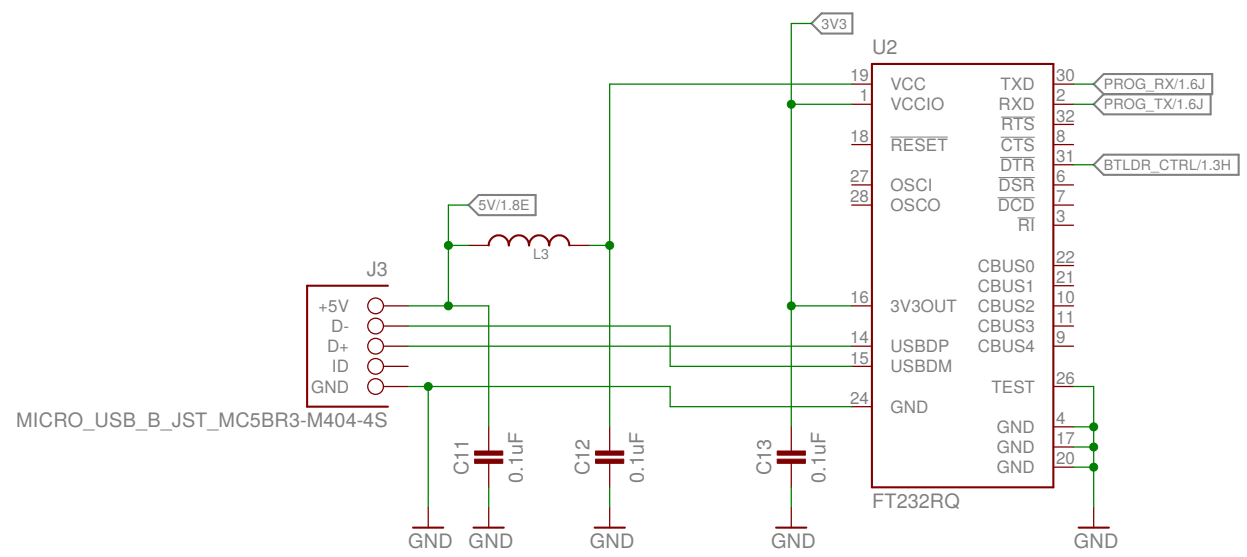 3V3
U2
19 VCC TXD 30 PROG_RX/1.6J
1 VCCIO RXD 2 PROG_TX/1.6J
RTS 32
18 RESET CTS 8
DTR 31 BTLDR_CTRL/1.3H
27 OSCI DSR 6
28 OSCO DCD 7
RI 3
5V/1.8E
L3
CBUS0 22
CBUS1 21
J3
+5V 16 3V3OUT CBUS2 10
D- CBUS3 11
D+ 14 USBDP CBUS4 9
ID 15 USBDM
GND TEST 26
24 GND
MICRO_USB_B_JST_MC5BR3-M404-4S
GND 4
GND 17
GND 20
C11 0.1uF C12 0.1uF C13 0.1uF
FT232RQ
GND GND GND GND GND